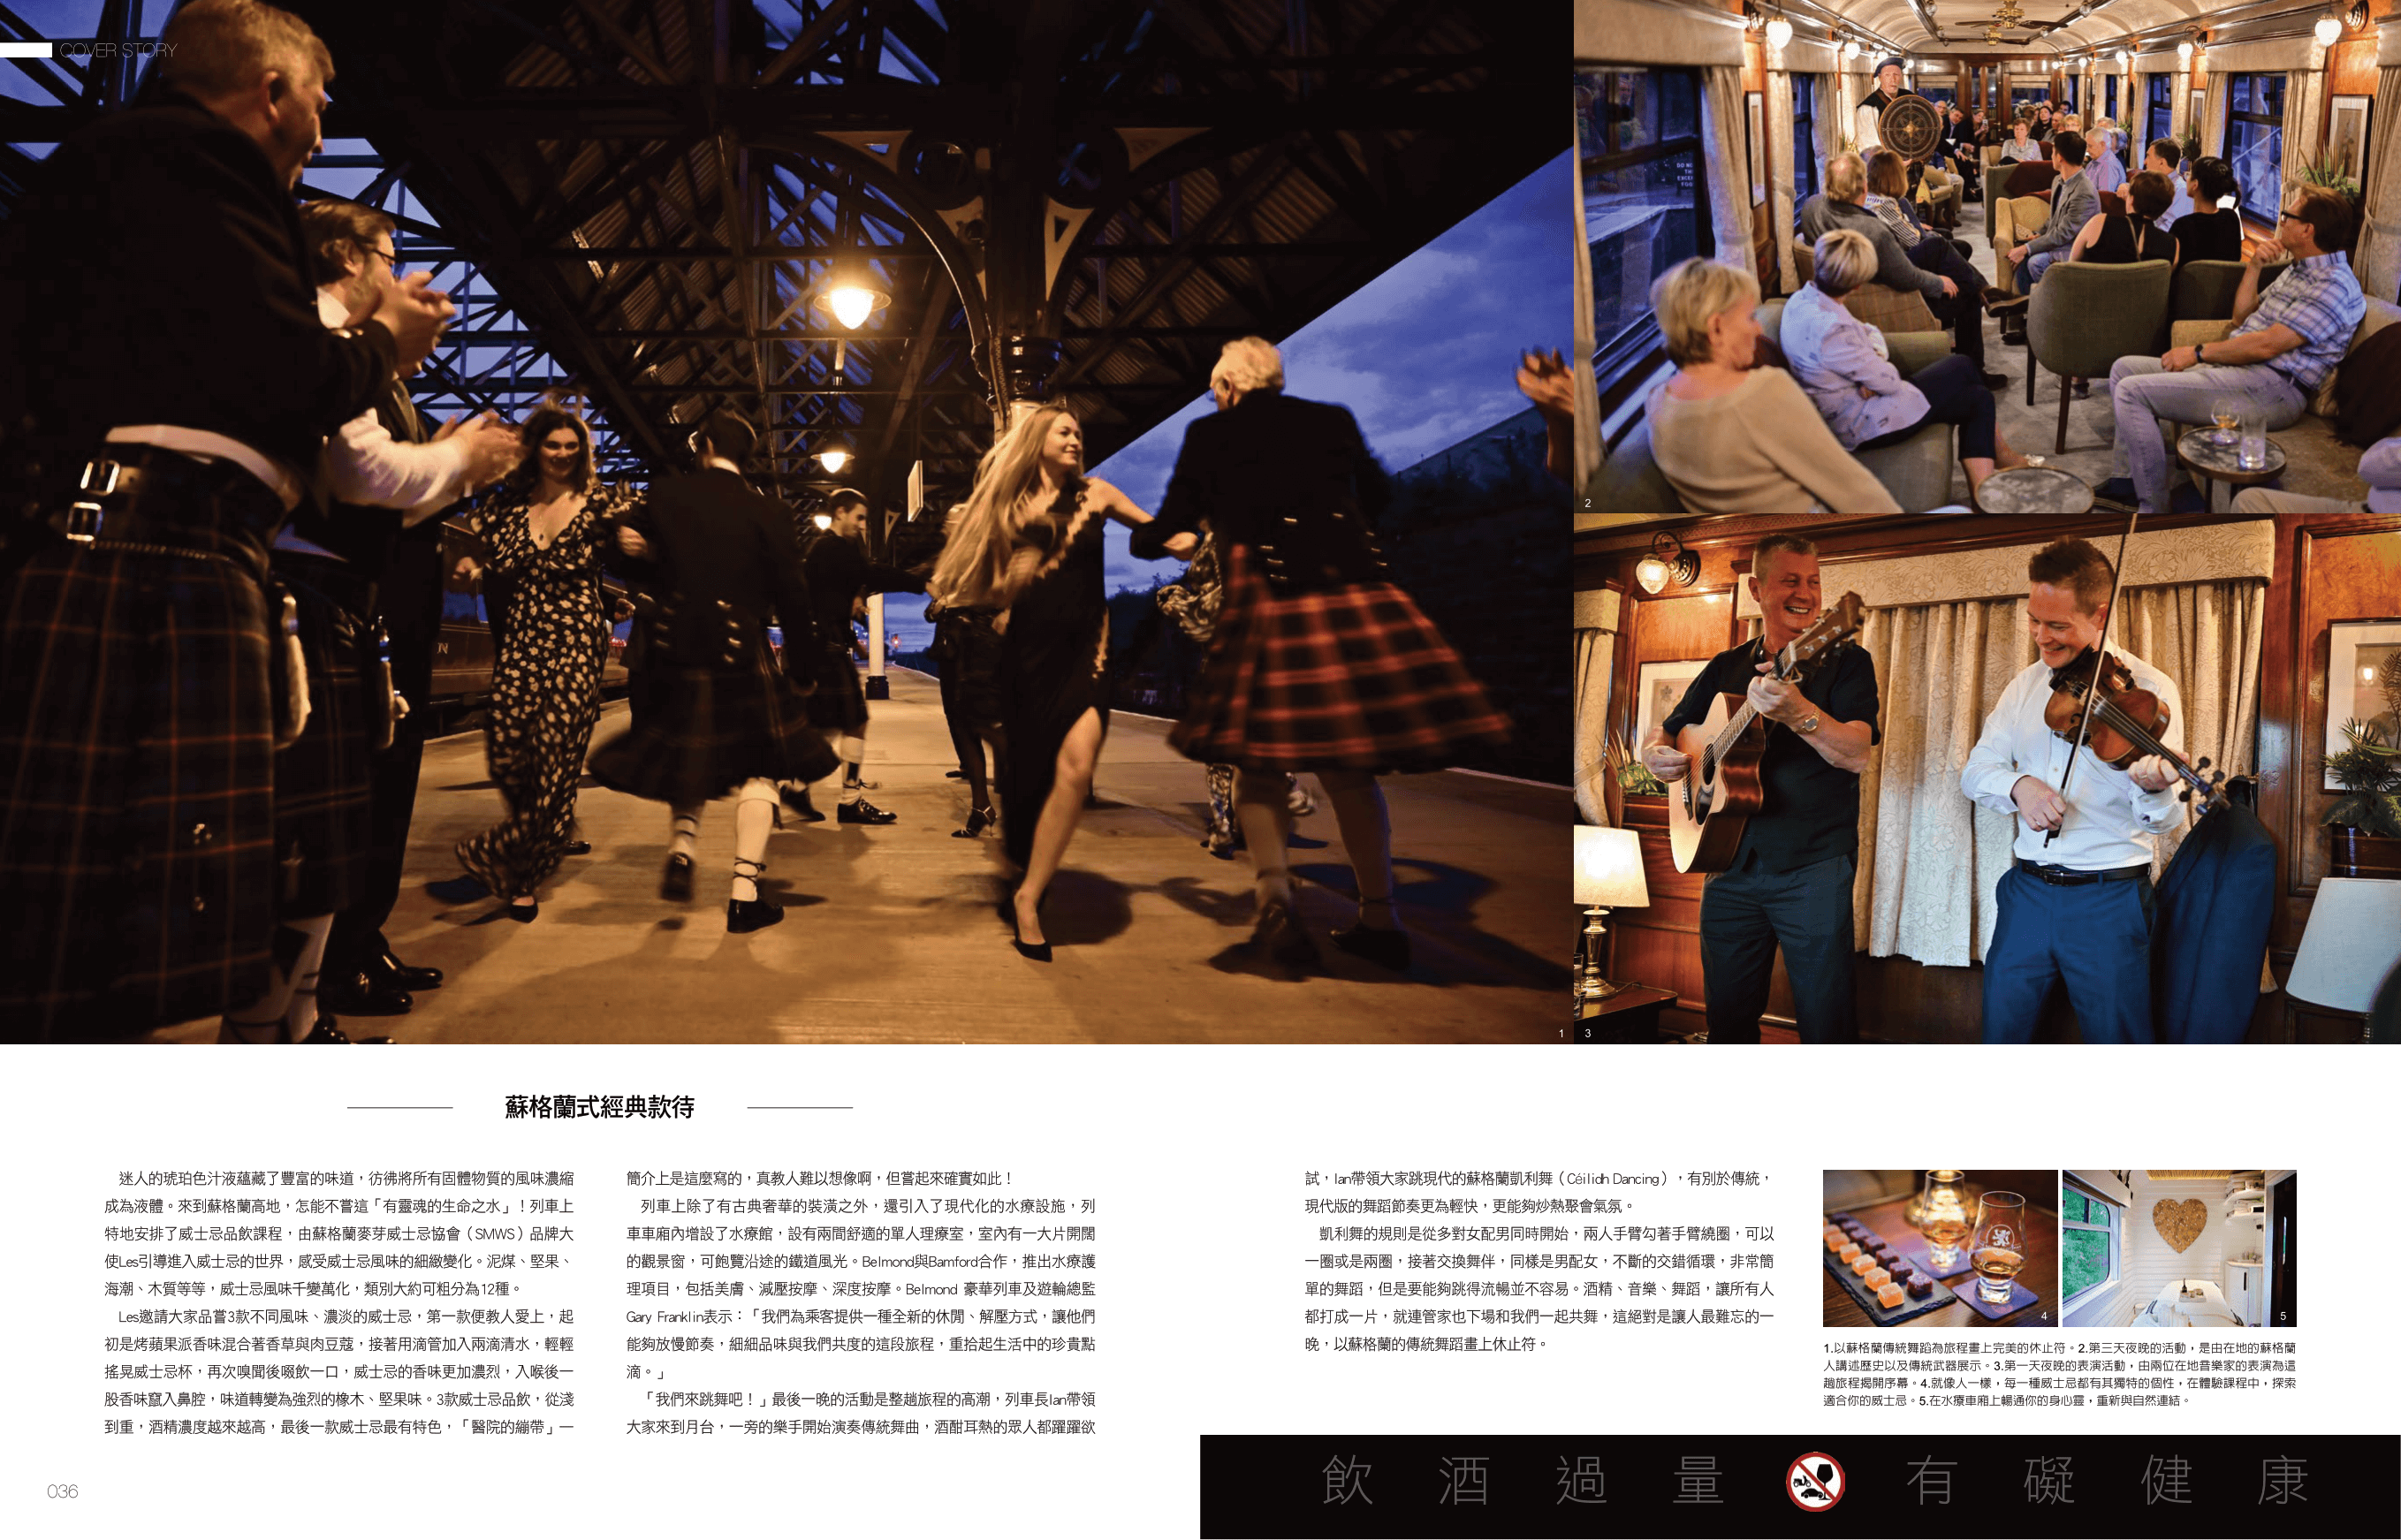 COVER STORY
2
1
3
蘇格蘭式經典款待
迷人的琥珀色汁液蘊藏了豐富的味道，彷彿將所有固體物質的風味濃縮
成為液體。來到蘇格蘭高地，怎能不嘗這「有靈魂的生命之水」！列車上
特地安排了威士忌品飲課程，由蘇格蘭麥芽威士忌協會（SMWS）品牌大
使Les引導進入威士忌的世界，感受威士忌風味的細緻變化。泥煤、堅果、
海潮、木質等等，威士忌風味千變萬化，類別大約可粗分為12種。
Les邀請大家品嘗3款不同風味、濃淡的威士忌，第一款便教人愛上，起
初是烤蘋果派香味混合著香草與肉豆蔻，接著用滴管加入兩滴清水，輕輕
搖晃威士忌杯，再次嗅聞後啜飲一口，威士忌的香味更加濃烈，入喉後一
股香味竄入鼻腔，味道轉變為強烈的橡木、堅果味。3款威士忌品飲，從淺
到重，酒精濃度越來越高，最後一款威士忌最有特色，「醫院的繃帶」一
簡介上是這麼寫的，真教人難以想像啊，但嘗起來確實如此！
列車上除了有古典奢華的裝潢之外，還引入了現代化的水療設施，列
車車廂內增設了水療館，設有兩間舒適的單人理療室，室內有一大片開闊
的觀景窗，可飽覽沿途的鐵道風光。Belmond與Bamford合作，推出水療護
理項目，包括美膚、減壓按摩、深度按摩。Belmond 豪華列車及遊輪總監
Gary Franklin表示：「我們為乘客提供一種全新的休閒、解壓方式，讓他們
能夠放慢節奏，細細品味與我們共度的這段旅程，重拾起生活中的珍貴點
滴。」
「我們來跳舞吧！」最後一晚的活動是整趟旅程的高潮，列車長Ian帶領
大家來到月台，一旁的樂手開始演奏傳統舞曲，酒酣耳熱的眾人都躍躍欲
試，Ian帶領大家跳現代的蘇格蘭凱利舞（Céilidh Dancing），有別於傳統，
現代版的舞蹈節奏更為輕快，更能夠炒熱聚會氣氛。
凱利舞的規則是從多對女配男同時開始，兩人手臂勾著手臂繞圈，可以
一圈或是兩圈，接著交換舞伴，同樣是男配女，不斷的交錯循環，非常簡
單的舞蹈，但是要能夠跳得流暢並不容易。酒精、音樂、舞蹈，讓所有人
都打成一片，就連管家也下場和我們一起共舞，這絕對是讓人最難忘的一
晚，以蘇格蘭的傳統舞蹈畫上休止符。
4
5
1.以蘇格蘭傳統舞蹈為旅程畫上完美的休止符。2.第三天夜晚的活動，是由在地的蘇格蘭
人講述歷史以及傳統武器展示。3.第一天夜晚的表演活動，由兩位在地音樂家的表演為這
趟旅程揭開序幕。4.就像人一樣，每一種威士忌都有其獨特的個性，在體驗課程中，探索
適合你的威士忌。5.在水療車廂上暢通你的身心靈，重新與自然連結。
036
飲酒過量 有礙健康